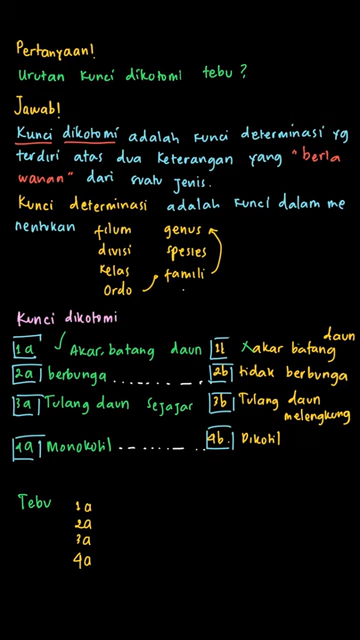 Pertanyaan!
Urutan kunci dikotomi tebu?
Jawab!
Kunci dikotomi adalah kunci determinasi yg
terdiri atas dua keterangan yang "berla
wanan" dari suatu jenis.
Kunci determinasi adalah kunci dalam me
nentukan filum genus
divisi spesies
kelas famili
ordo
Kunci dikotomi
1a Akar, batang daun 1b x akar batang daun
2a berbunga ........... 2b tidak berbunga
3a Tulang daun sejajar 3b Tulang daun
melengkung
4a Monokotil ........... 4b. Dikotil
Tebu 1a
2a
3a
4a